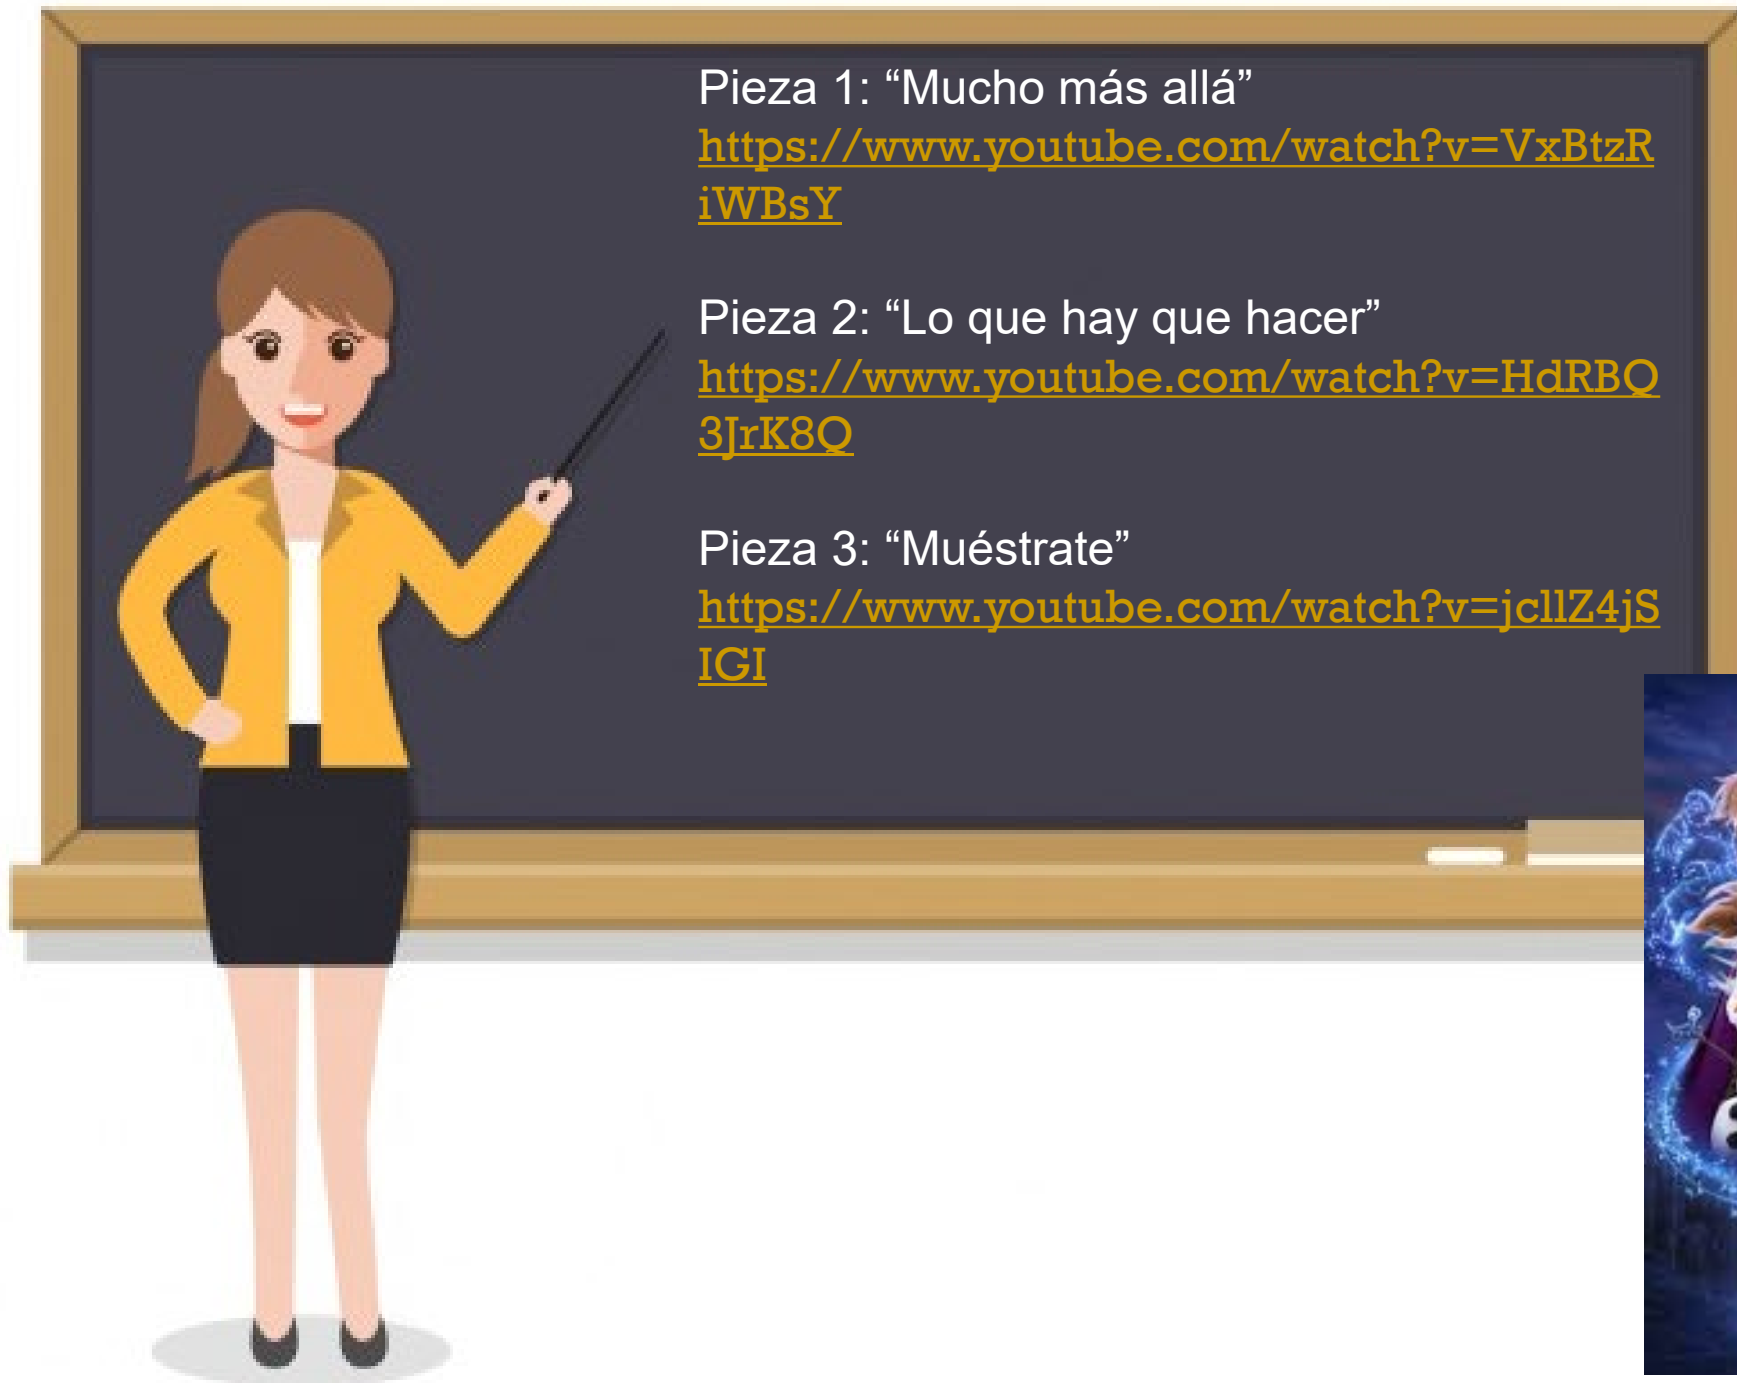 Pieza 1: “Mucho más allá”
https://www.youtube.com/watch?v=VxBtzR
iWBsY
Pieza 2: “Lo que hay que hacer”
https://www.youtube.com/watch?v=HdRBQ
3JrK8Q
Pieza 3: “Muéstrate”
https://www.youtube.com/watch?v=jcllZ4jS
IGI